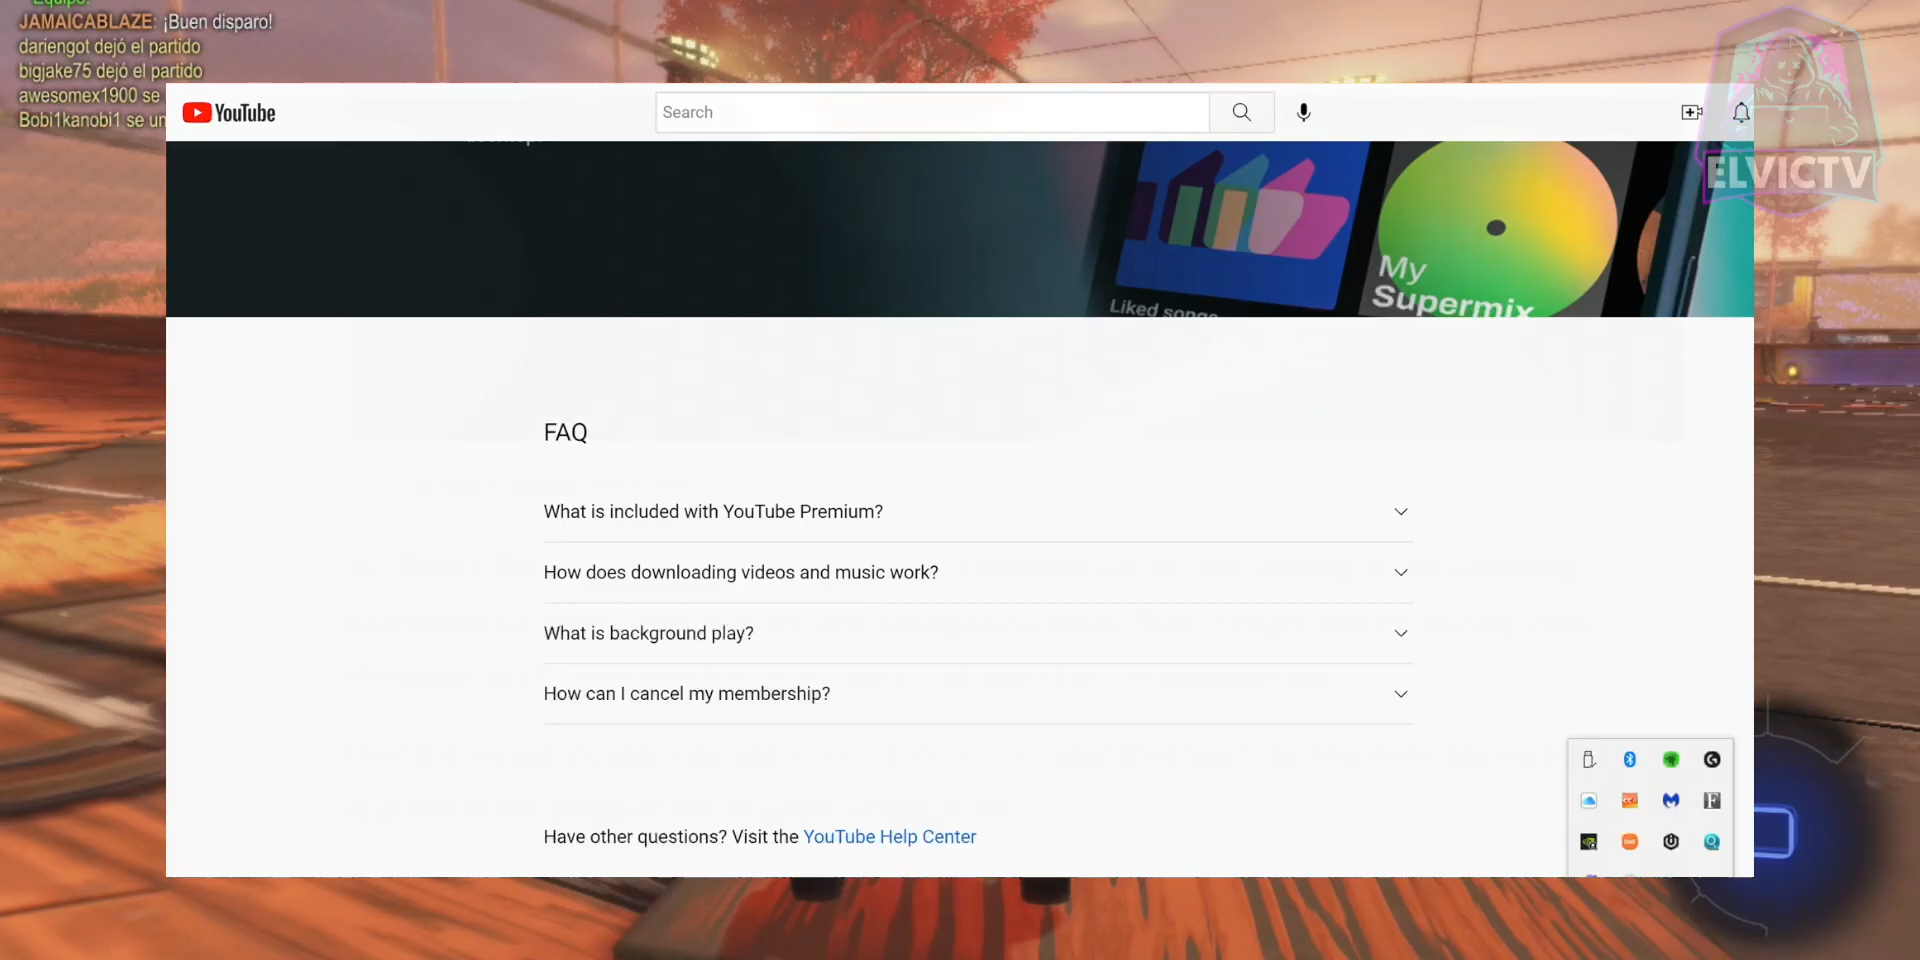 Equipo:
JAMAICABLAZE: ¡Buen disparo!
dariengot dejó el partido
bigjake75 dejó el partido
awesomex1900 se
Bobi1kanobi1 se un
YouTube
Search
ELVICTV
My
Supermix
Liked songs
FAQ
What is included with YouTube Premium?
How does downloading videos and music work?
What is background play?
How can I cancel my membership?
Have other questions? Visit the YouTube Help Center